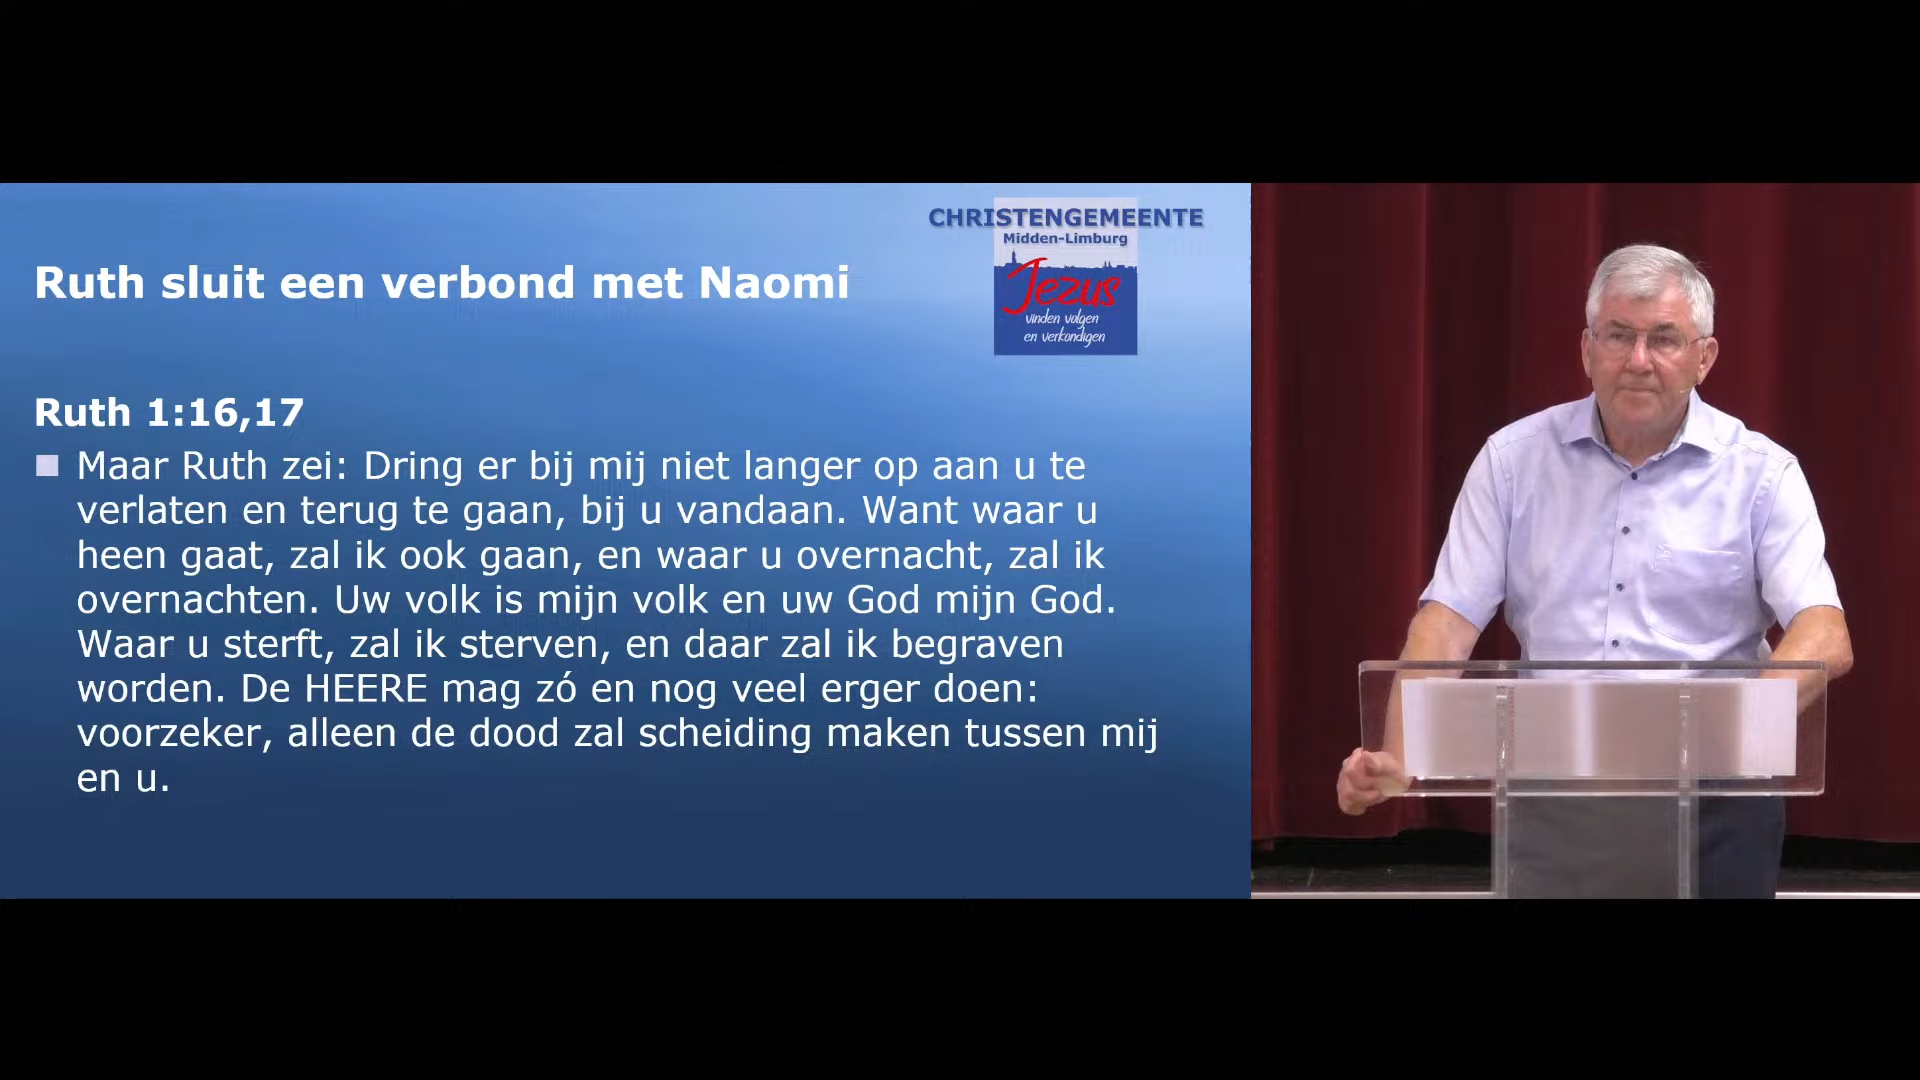 CHRISTENGEMEENTE
Midden-Limburg
Jezus
vinden volgen
en verkondigen
Ruth sluit een verbond met Naomi
Ruth 1:16,17
Maar Ruth zei: Dring er bij mij niet langer op aan u te
verlaten en terug te gaan, bij u vandaan. Want waar u
heen gaat, zal ik ook gaan, en waar u overnacht, zal ik
overnachten. Uw volk is mijn volk en uw God mijn God.
Waar u sterft, zal ik sterven, en daar zal ik begraven
worden. De HEERE mag zó en nog veel erger doen:
voorzeker, alleen de dood zal scheiding maken tussen mij
en u.